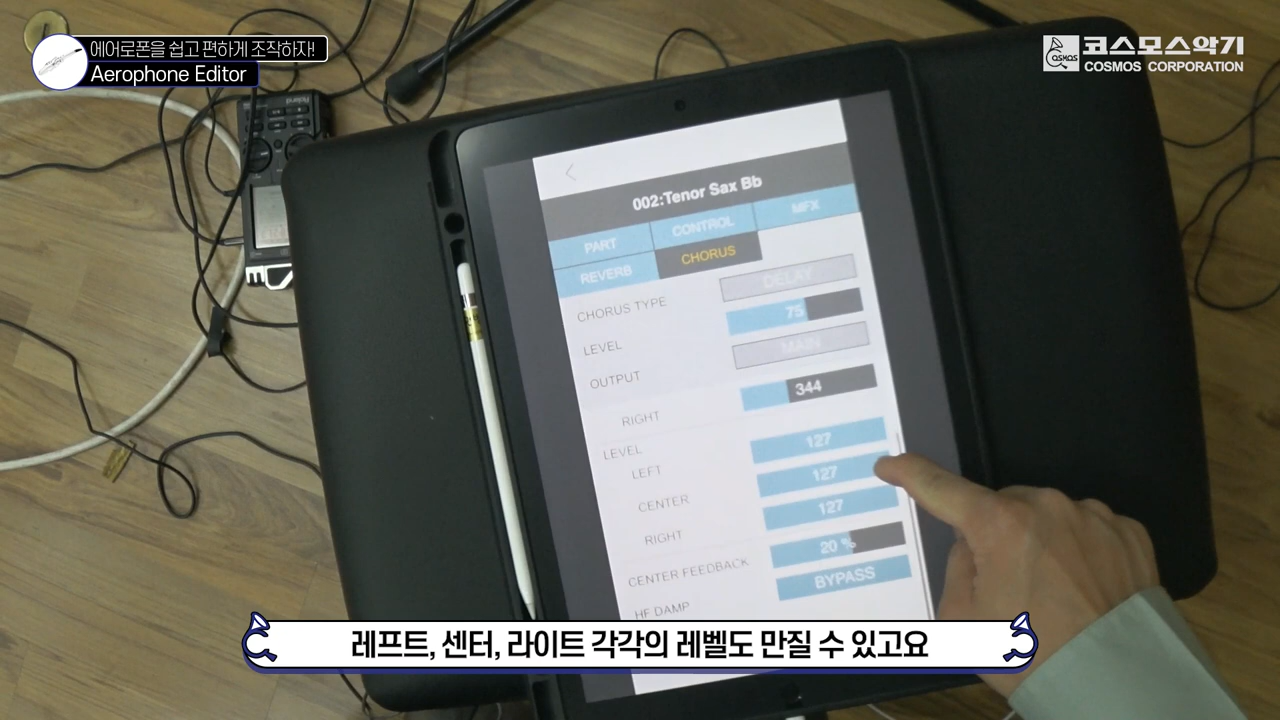 에어로폰을 쉽고 편하게 조작하자!
Aerophone Editor
코스모스악기
COSMOS
COSMOS CORPORATION
Roland
002:Tenor Sax Bb
PART CONTROL MFX
REVERB CHORUS
CHORUS TYPE DELAY
LEVEL 75
OUTPUT MAIN
RIGHT 344
LEVEL
LEFT 127
CENTER 127
RIGHT 127
CENTER FEEDBACK 20 %
HF DAMP BYPASS
레프트, 센터, 라이트 각각의 레벨도 만질 수 있고요